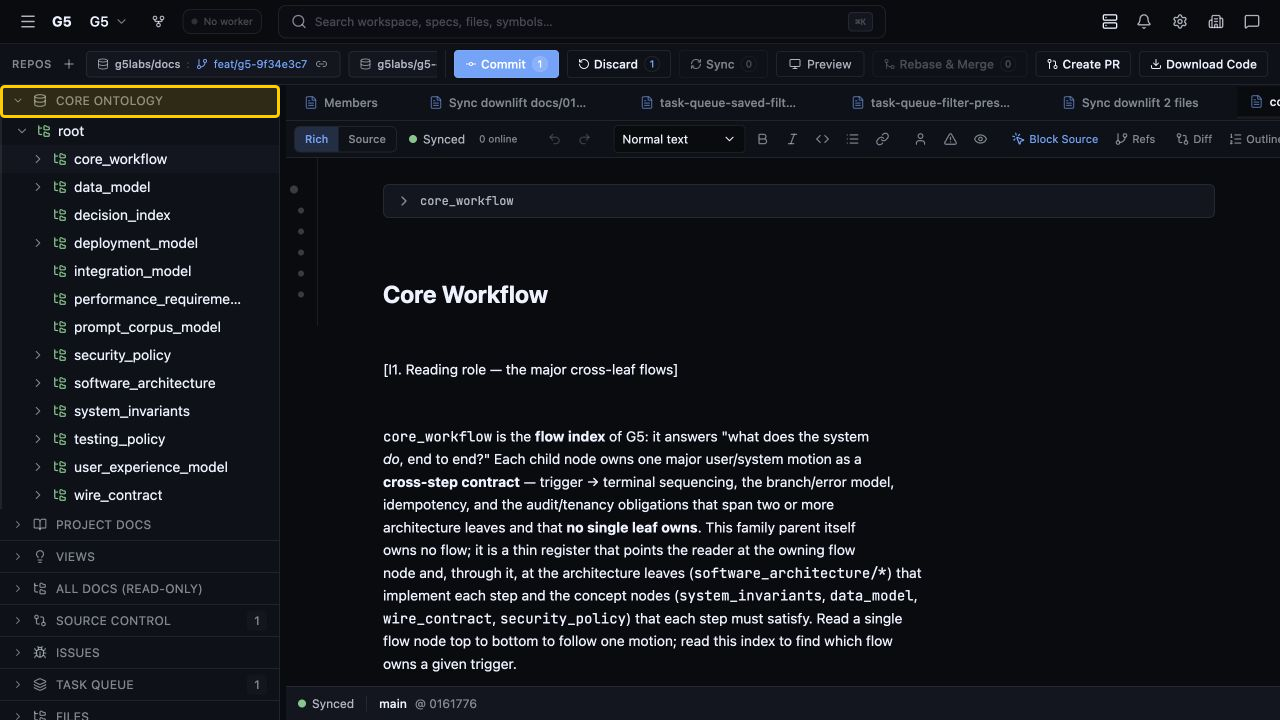 G5
G5
No worker
Search workspace, specs, files, symbols...
⌘K
REPOS
g5labs/docs : feat/g5-9f34e3c7
g5labs/g5-
Commit 1
Discard 1
Sync 0
Preview
Rebase & Merge 0
Create PR
Download Code
CORE ONTOLOGY
root
core_workflow
data_model
decision_index
deployment_model
integration_model
performance_requireme...
prompt_corpus_model
security_policy
software_architecture
system_invariants
testing_policy
user_experience_model
wire_contract
PROJECT DOCS
VIEWS
ALL DOCS (READ-ONLY)
SOURCE CONTROL 1
ISSUES
TASK QUEUE 1
FILES
Members
Sync downlift docs/01...
task-queue-saved-filt...
task-queue-filter-pres...
Sync downlift 2 files
co
Rich
Source
Synced
0 online
Normal text
B
I
Block Source
Refs
Diff
Outline
core_workflow
Core Workflow
[I1. Reading role — the major cross-leaf flows]
core_workflow is the flow index of G5: it answers "what does the system
do, end to end?" Each child node owns one major user/system motion as a
cross-step contract — trigger → terminal sequencing, the branch/error model,
idempotency, and the audit/tenancy obligations that span two or more
architecture leaves and that no single leaf owns. This family parent itself
owns no flow; it is a thin register that points the reader at the owning flow
node and, through it, at the architecture leaves (software_architecture/*) that
implement each step and the concept nodes (system_invariants, data_model,
wire_contract, security_policy) that each step must satisfy. Read a single
flow node top to bottom to follow one motion; read this index to find which flow
owns a given trigger.
Synced
main @ 0161776